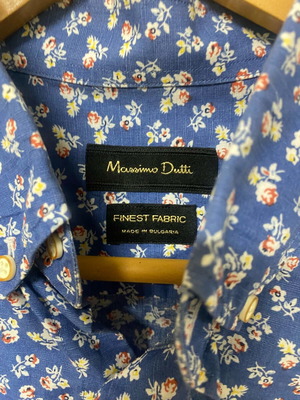 Massimo Dutti
FINEST FABRIC
MADE IN BULGARIA